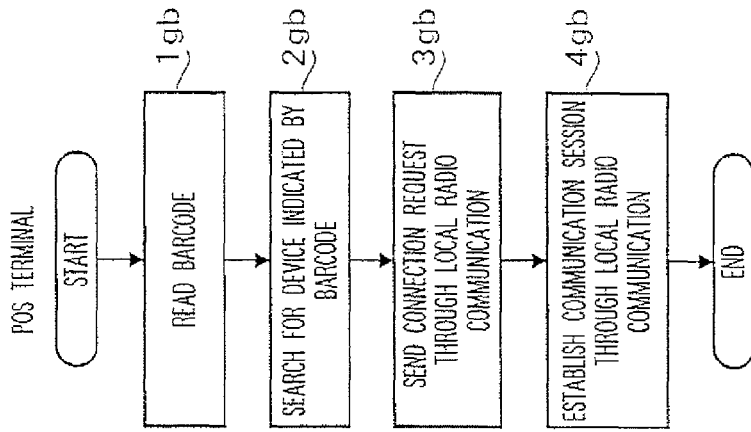 POS TERMINAL
START
READ BARCODE
1gb
SEARCH FOR DEVICE INDICATED BY
BARCODE
2gb
SEND CONNECTION REQUEST
THROUGH LOCAL RADIO
COMMUNICATION
3gb
ESTABLISH COMMUNICATION SESSION
THROUGH LOCAL RADIO
COMMUNICATION
4gb
END